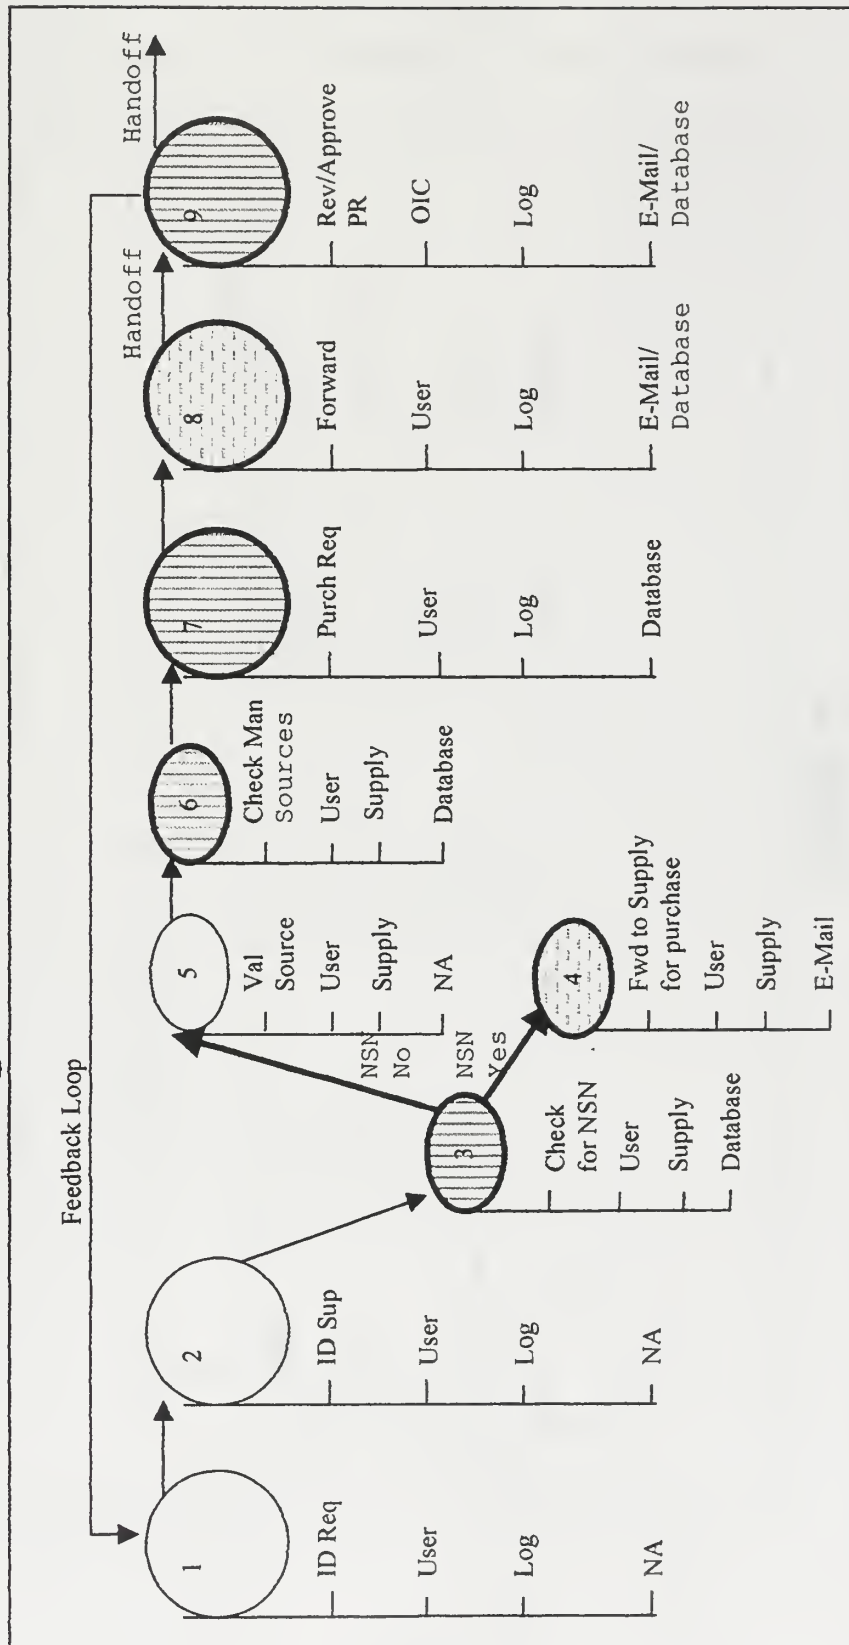 Feedback Loop
Handoff
Handoff
1
ID Req
User
Log
NA
2
ID Sup
User
Log
NA
3
Check
for NSN
User
Supply
Database
NSN
No
NSN
Yes
4
Fwd to Supply
for purchase
User
Supply
E-Mail
5
Val
Source
User
Supply
NA
6
Check Man
Sources
User
Supply
Database
7
Purch Req
User
Log
Database
8
Forward
User
Log
E-Mail/
Database
9
Rev/Approve
PR
OIC
Log
E-Mail/
Database